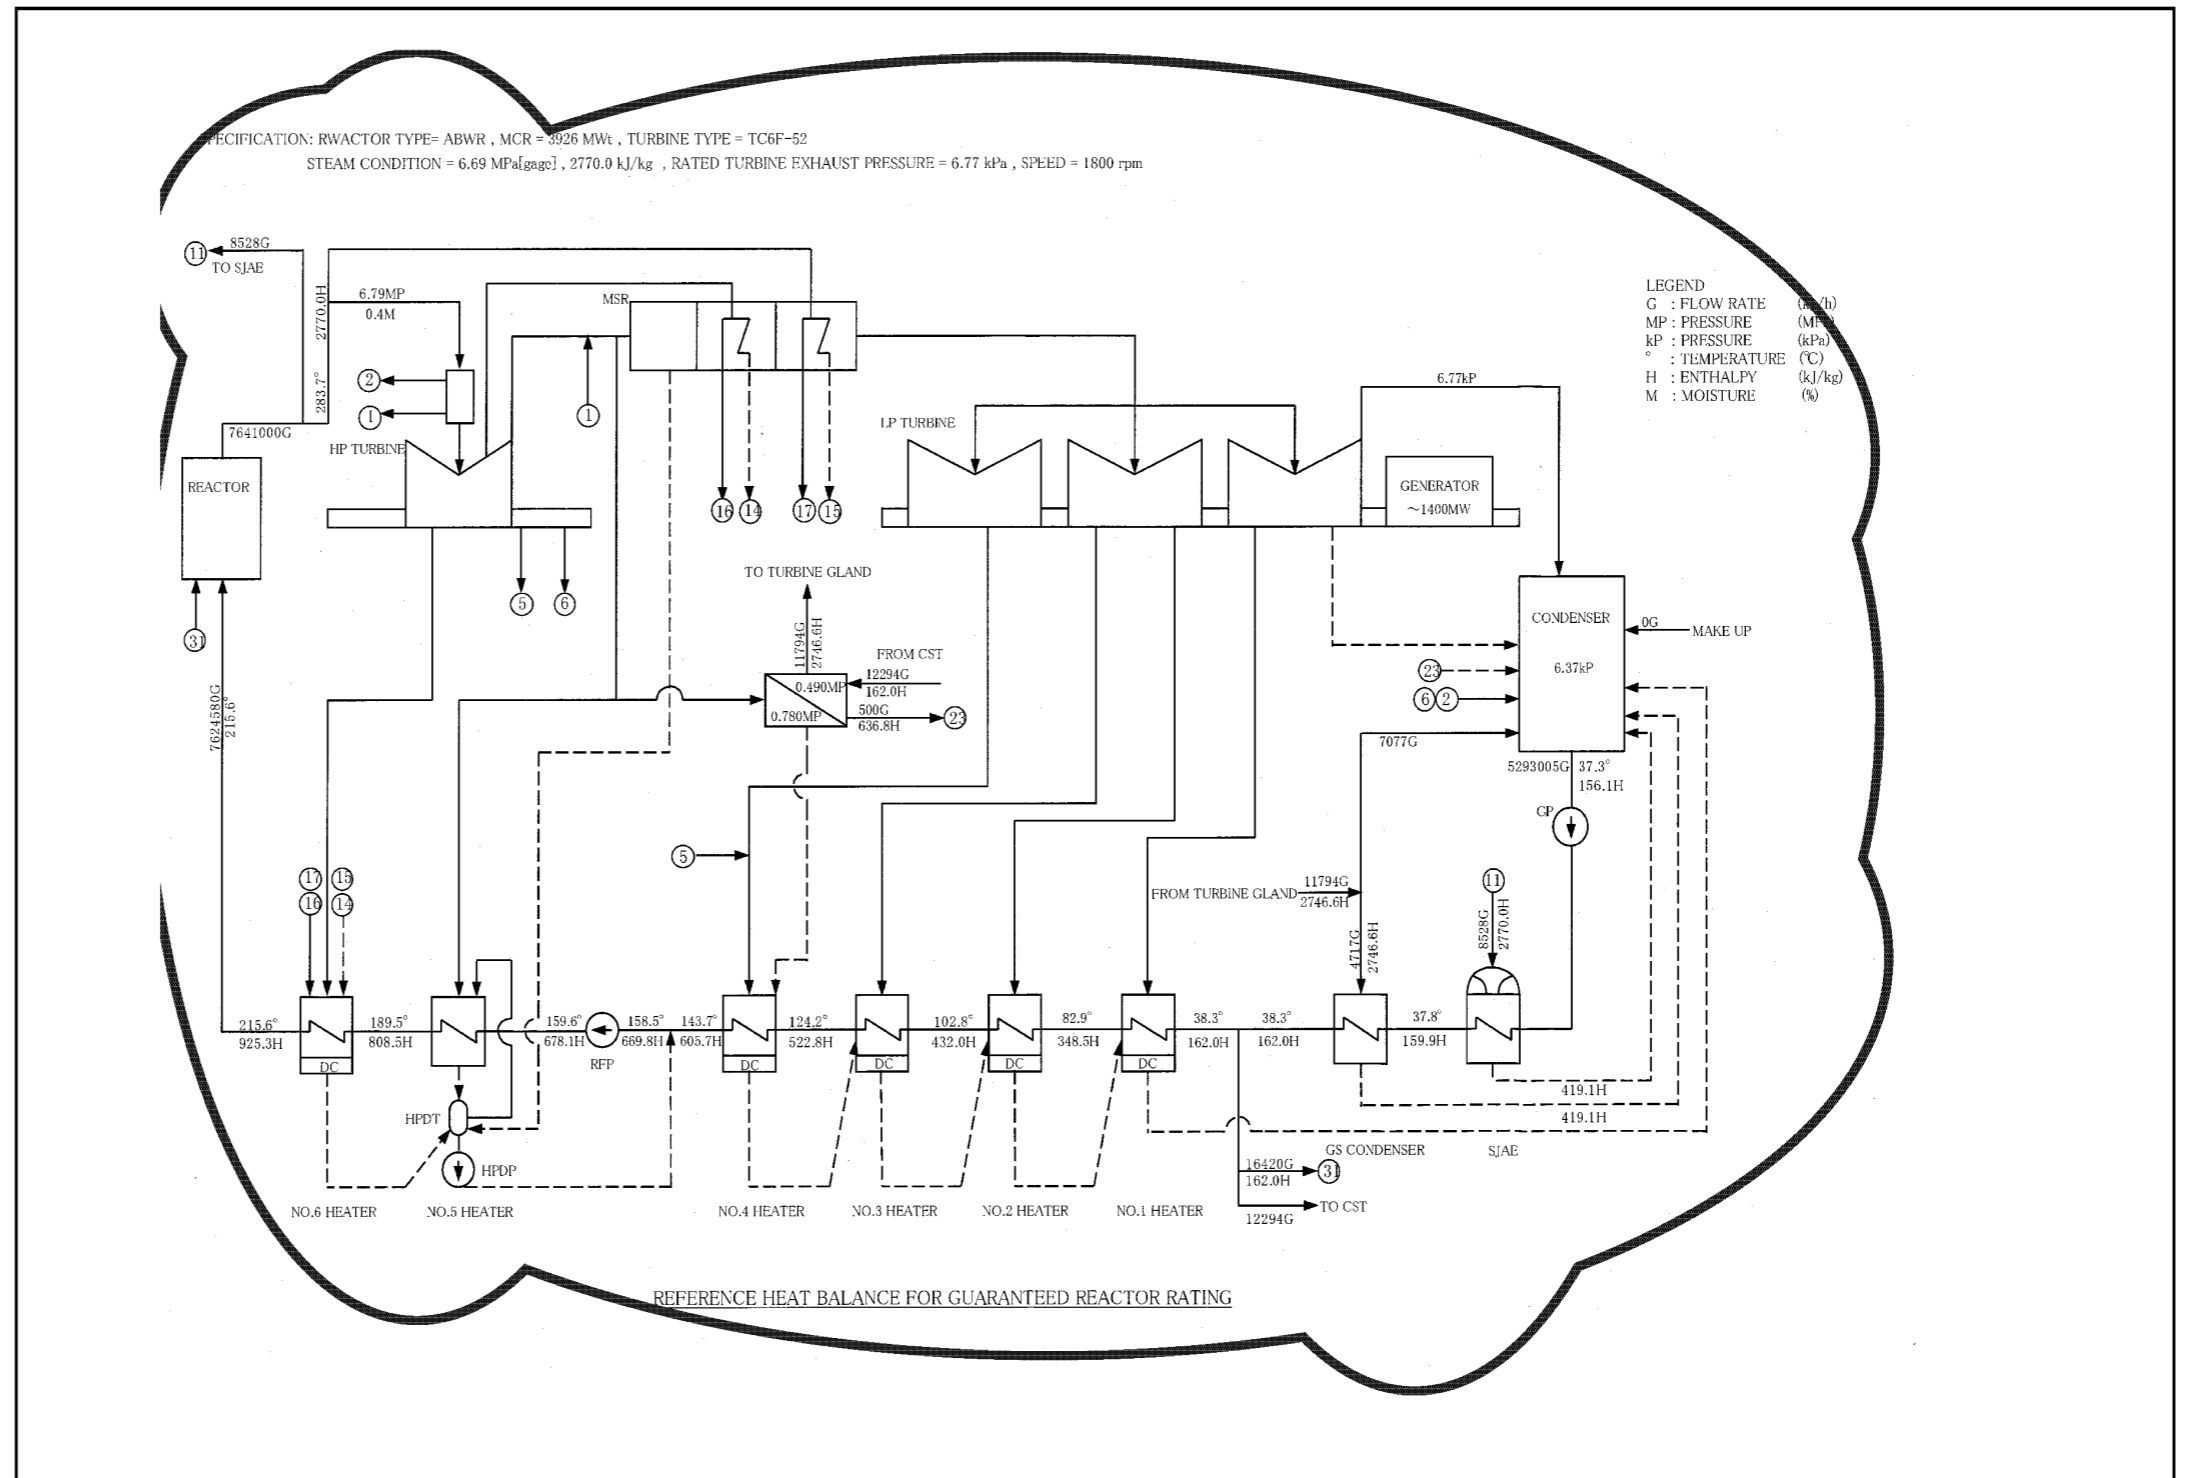 PECIFICATION: RWACTOR TYPE= ABWR , MCR = 3926 MWt , TURBINE TYPE = TC6F-52
STEAM CONDITION = 6.69 MPa[gage] , 2770.0 kJ/kg , RATED TURBINE EXHAUST PRESSURE = 6.77 kPa , SPEED = 1800 rpm
11
8528G
TO SJAE
2770.0H
283.7°
6.79MP
0.4M
MSR
2
1
1
7641000G
HP TURBINE
REACTOR
16
14
17
15
LP TURBINE
6.77kP
GENERATOR
~1400MW
LEGEND
G : FLOW RATE
MP : PRESSURE
kP : PRESSURE (kPa)
° : TEMPERATURE (℃)
H : ENTHALPY (kJ/kg)
M : MOISTURE (%)
5
6
31
7624580G
215.6°
TO TURBINE GLAND
11794G
2746.6H
FROM CST
12294G
162.0H
0.490MP
0.780MP
500G
636.8H
23
CONDENSER
6.37kP
0G
MAKE UP
23
6
2
7077G
5293005G
37.3°
156.1H
GP
5
FROM TURBINE GLAND
11794G
2746.6H
4717G
2746.6H
11
8528G
2770.0H
17
15
16
14
215.6°
925.3H
189.5°
808.5H
159.6°
678.1H
RFP
158.5°
669.8H
143.7°
605.7H
124.2°
522.8H
102.8°
432.0H
82.9°
348.5H
38.3°
162.0H
38.3°
162.0H
37.8°
159.9H
DC
DC
DC
DC
DC
HPDT
HPDP
419.1H
419.1H
GS CONDENSER
SJAE
16420G
162.0H
31
TO CST
12294G
NO.6 HEATER
NO.5 HEATER
NO.4 HEATER
NO.3 HEATER
NO.2 HEATER
NO.1 HEATER
REFERENCE HEAT BALANCE FOR GUARANTEED REACTOR RATING